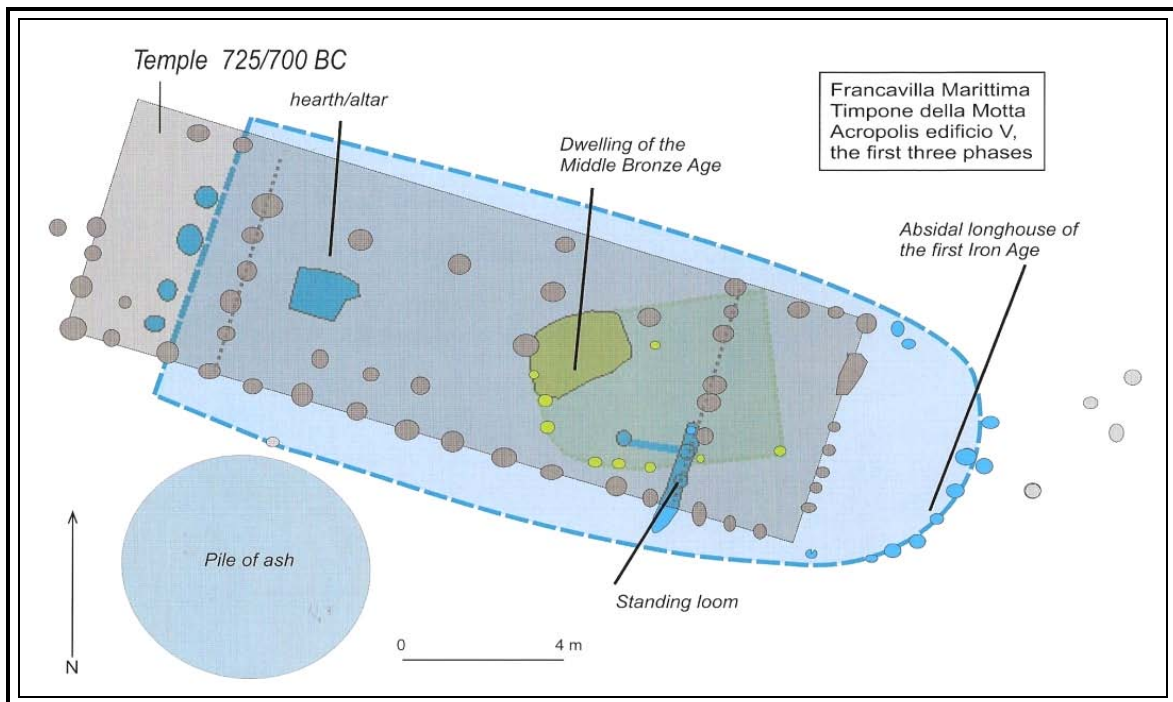 Temple 725/700 BC
hearth/altar
Francavilla Marittima
Timpone della Motta
Acropolis edificio V,
the first three phases
Dwelling of the
Middle Bronze Age
Absidal longhouse of
the first Iron Age
Pile of ash
Standing loom
0 4 m
N